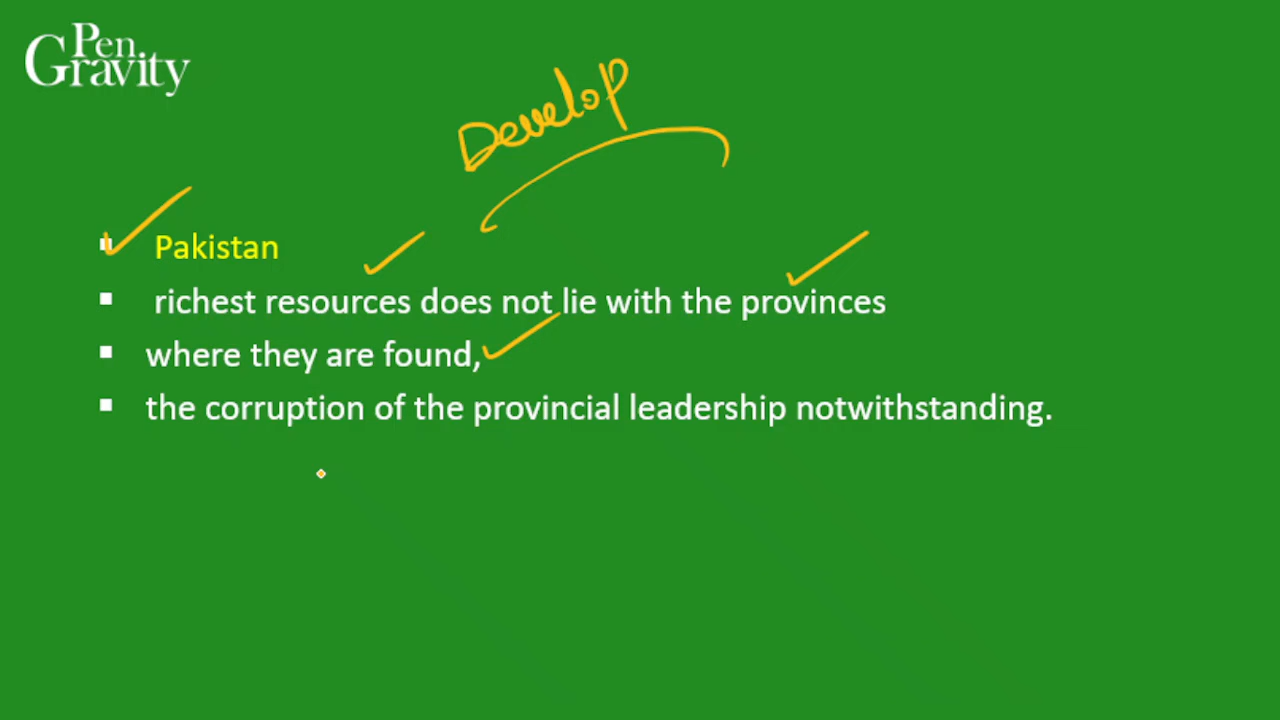 Pen
Gravity
Develop
Pakistan
richest resources does not lie with the provinces
where they are found,
the corruption of the provincial leadership notwithstanding.